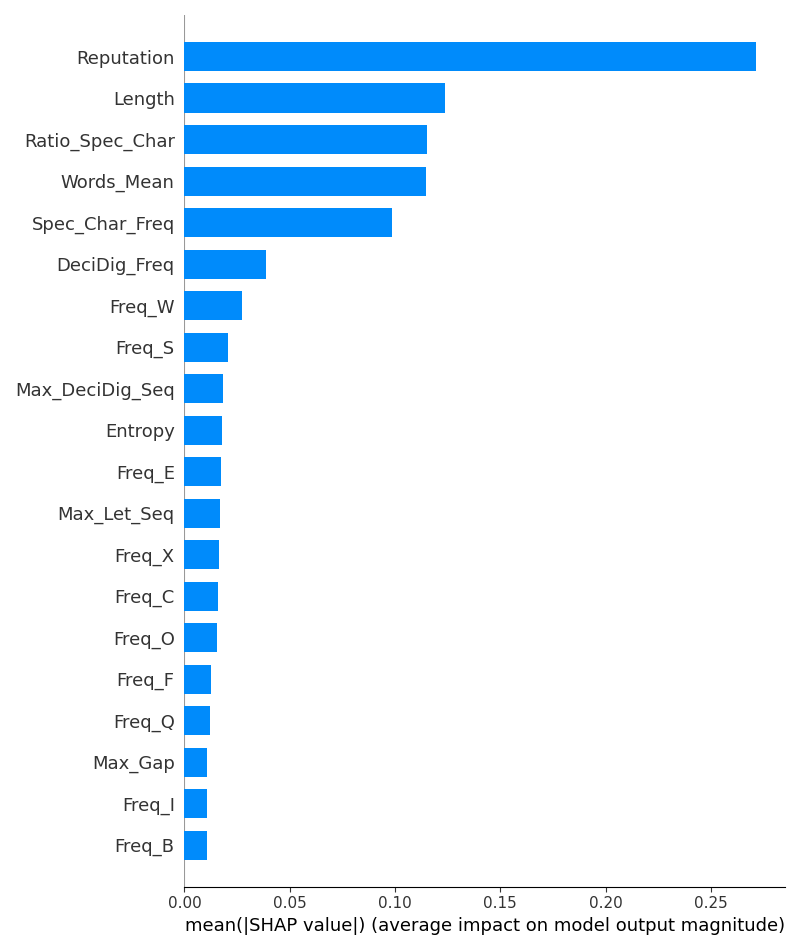 Reputation
Length
Ratio_Spec_Char
Words_Mean
Spec_Char_Freq
DeciDig_Freq
Freq_W
Freq_S
Max_DeciDig_Seq
Entropy
Freq_E
Max_Let_Seq
Freq_X
Freq_C
Freq_O
Freq_F
Freq_Q
Max_Gap
Freq_I
Freq_B
0.00 0.05 0.10 0.15 0.20 0.25
mean(|SHAP value|) (average impact on model output magnitude)